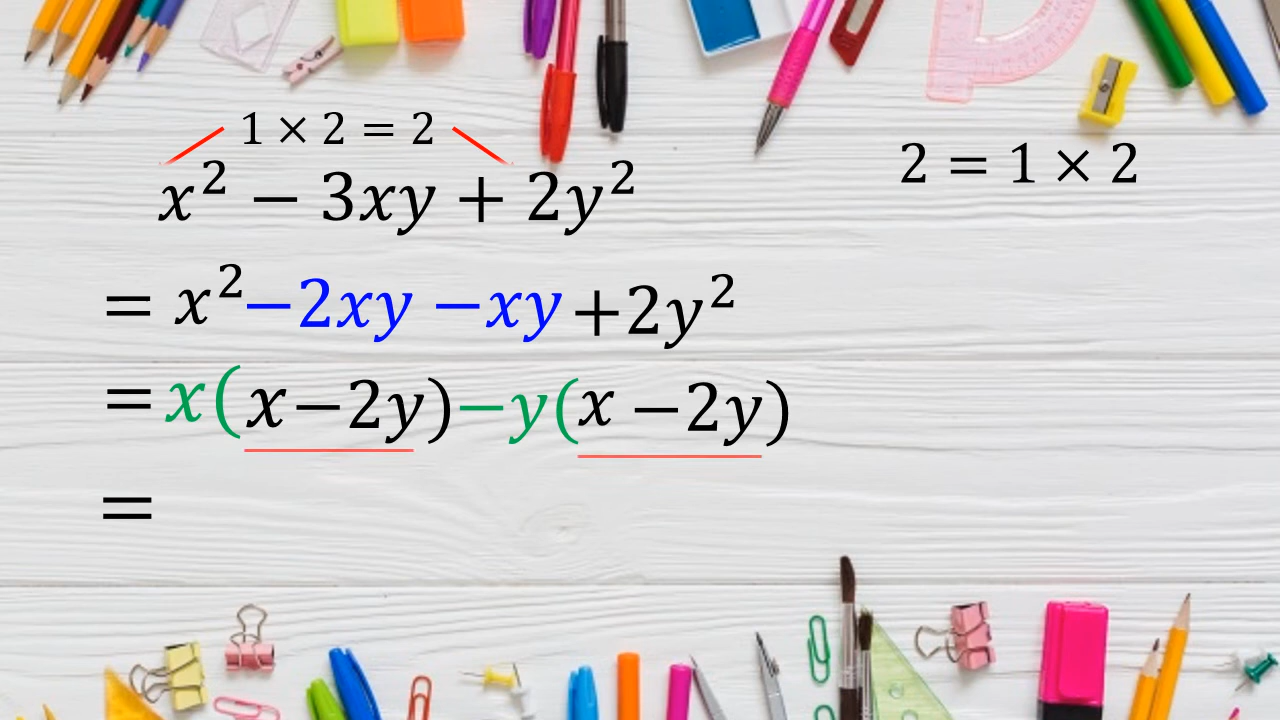 1 × 2 = 2
2 = 1 × 2
x² − 3xy + 2y²
= x² −2xy −xy +2y²
= x(x−2y)−y(x −2y)
=